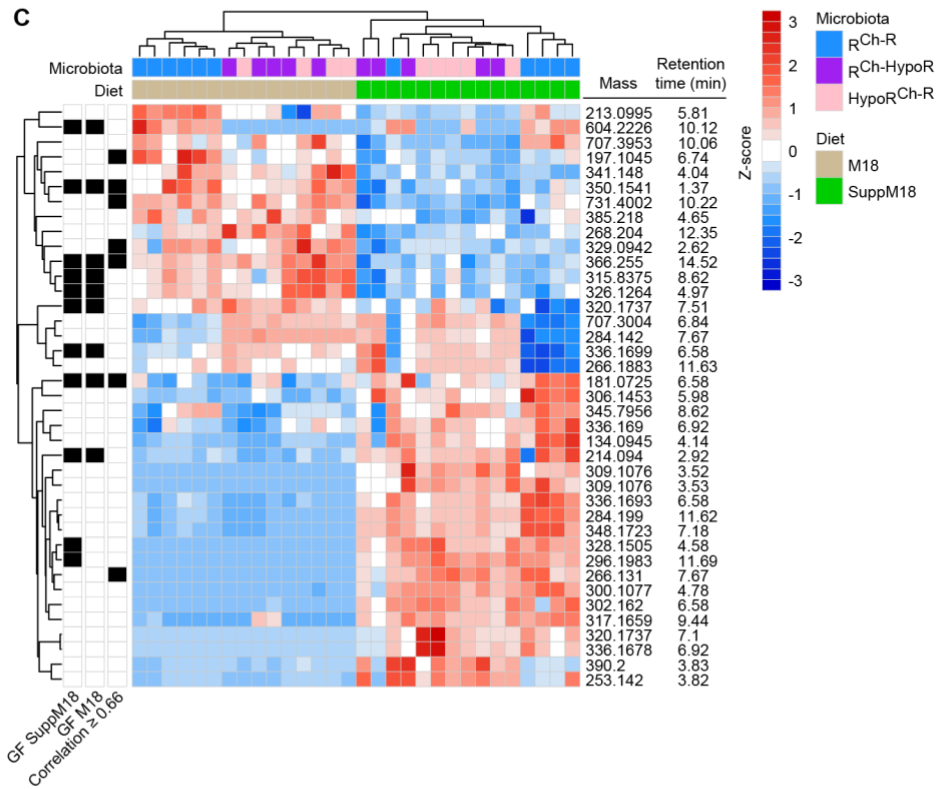 C
Microbiota
Diet
Mass
Retention
time (min)
213.0995 5.81
604.2226 10.12
707.3953 10.06
197.1045 6.74
341.148 4.04
350.1541 1.37
731.4002 10.22
385.218 4.65
268.204 12.35
329.0942 2.62
366.255 14.52
315.8375 8.62
326.1264 4.97
320.1737 7.51
707.3004 6.84
284.142 7.67
336.1699 6.58
266.1883 11.63
181.0725 6.58
306.1453 5.98
345.7956 8.62
336.169 6.92
134.0945 4.14
214.094 2.92
309.1076 3.52
309.1076 3.53
336.1693 6.58
284.199 11.62
348.1723 7.18
328.1505 4.58
296.1983 11.69
266.131 7.67
300.1077 4.78
302.162 6.58
317.1659 9.44
320.1737 7.1
336.1678 6.92
390.2 3.83
253.142 3.82
GF SuppM18
GF M18
Correlation ≥ 0.66
Z-score
3
2
1
0
-1
-2
-3
Microbiota
R^Ch-R
R^Ch-HypoR
HypoR^Ch-R
Diet
M18
SuppM18